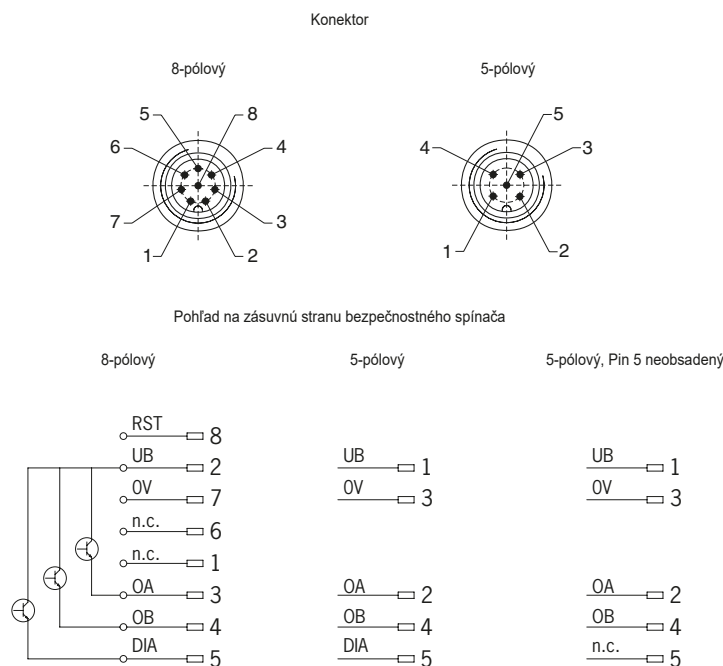 Konektor
8-pólový
5-pólový
5 8
6 4
7 3
1 2
5
4 3
1 2
Pohľad na zásuvnú stranu bezpečnostného spínača
8-pólový
5-pólový
5-pólový, Pin 5 neobsadený
RST 8
UB 2
0V 7
n.c. 6
n.c. 1
OA 3
OB 4
DIA 5
UB 1
0V 3
OA 2
OB 4
DIA 5
UB 1
0V 3
OA 2
OB 4
n.c. 5